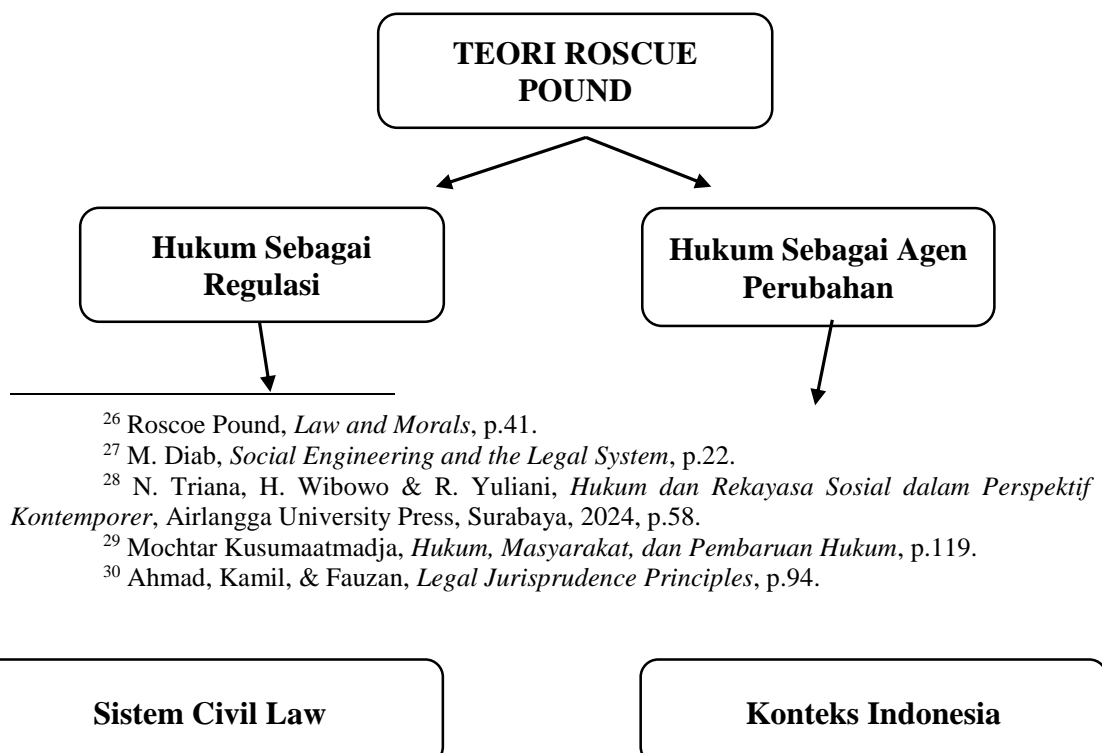 TEORI ROSCUE
POUND
Hukum Sebagai
Regulasi
Hukum Sebagai Agen
Perubahan
26 Roscoe Pound, Law and Morals, p.41.
27 M. Diab, Social Engineering and the Legal System, p.22.
28 N. Triana, H. Wibowo & R. Yuliani, Hukum dan Rekayasa Sosial dalam Perspektif
Kontemporer, Airlangga University Press, Surabaya, 2024, p.58.
29 Mochtar Kusumaatmadja, Hukum, Masyarakat, dan Pembaruan Hukum, p.119.
30 Ahmad, Kamil, & Fauzan, Legal Jurisprudence Principles, p.94.
Sistem Civil Law
Konteks Indonesia